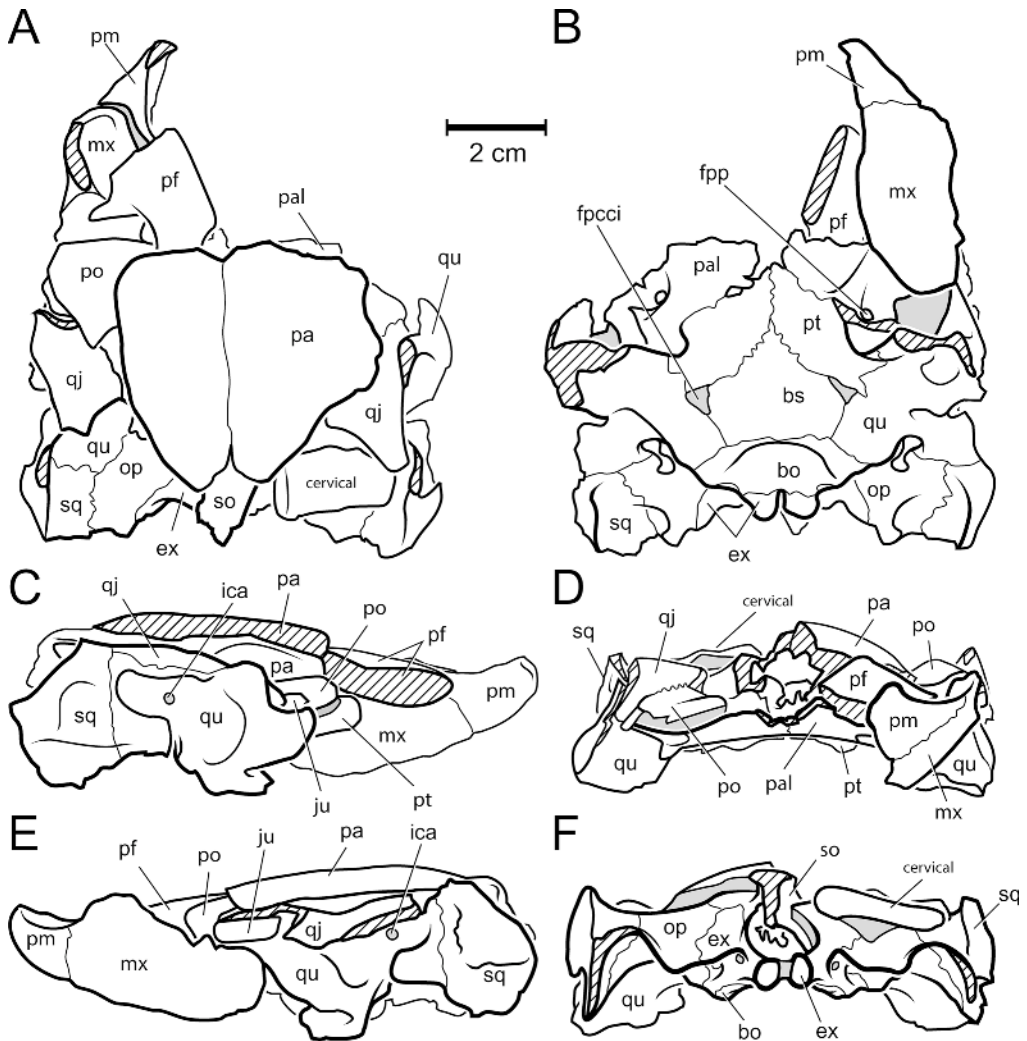 A
pm
mx
pf
pal
po
qu
pa
qj
qj
qu
op
cervical
sq
so
ex
2 cm
B
pm
fpp
mx
fpcci
pf
pal
pt
bs
qu
bo
op
sq
ex
C
qj
ica
pa
po
pf
pa
pm
sq
qu
mx
ju
pt
D
cervical
pa
sq
qj
po
pf
pm
qu
qu
po
pal
pt
mx
E
pf
po
ju
pa
ica
pm
qj
mx
qu
sq
F
so
cervical
sq
op
ex
qu
bo
ex